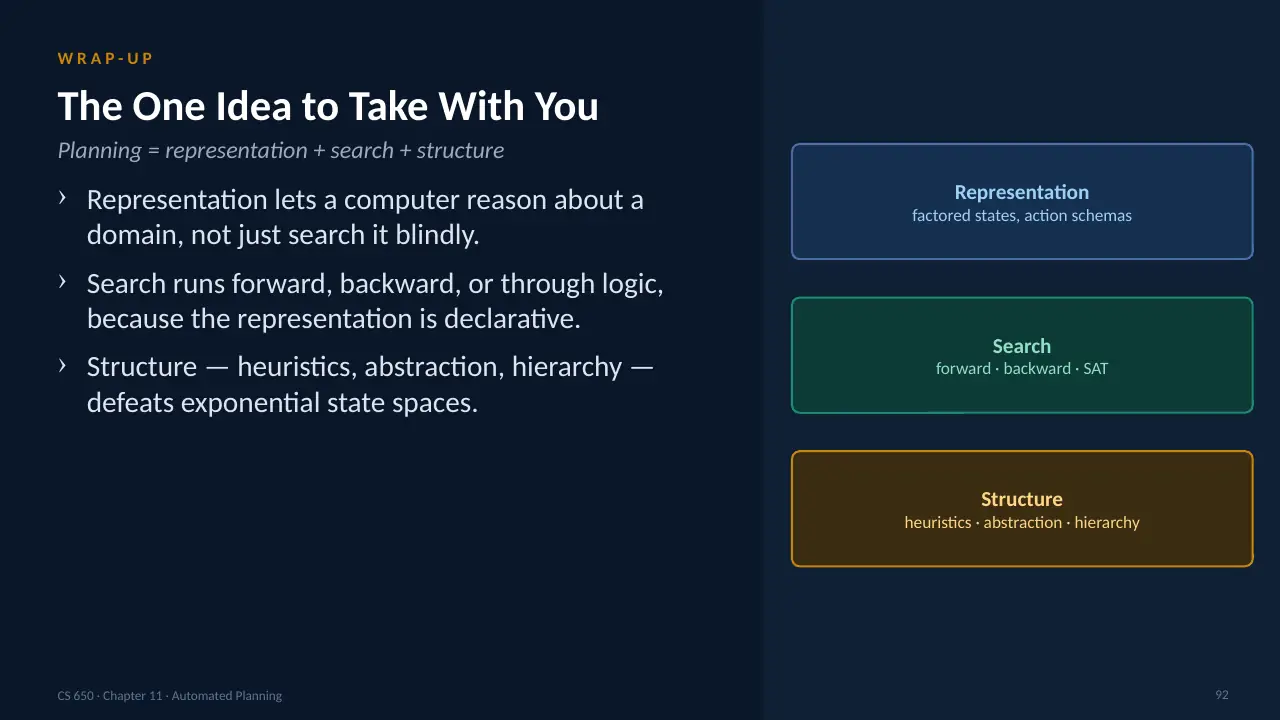 WRAP-UP
The One Idea to Take With You
Planning = representation + search + structure
› Representation lets a computer reason about a
domain, not just search it blindly.
› Search runs forward, backward, or through logic,
because the representation is declarative.
› Structure — heuristics, abstraction, hierarchy —
defeats exponential state spaces.
Representation
factored states, action schemas
Search
forward · backward · SAT
Structure
heuristics · abstraction · hierarchy
CS 650 · Chapter 11 · Automated Planning
92